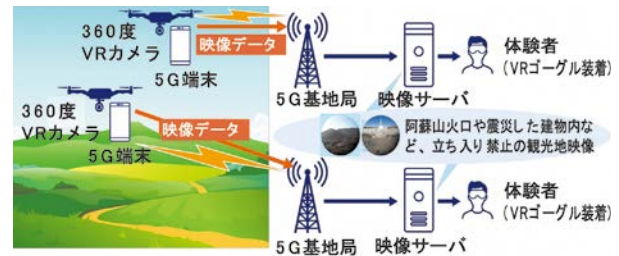 360度
VRカメラ
5G端末
映像データ
5G基地局
映像サーバ
体験者
(VRゴーグル装着)
360度
VRカメラ
5G端末
映像データ
阿蘇山火口や震災した建物内な
ど、立ち入り禁止の観光地映像
5G基地局
映像サーバ
体験者
(VRゴーグル装着)